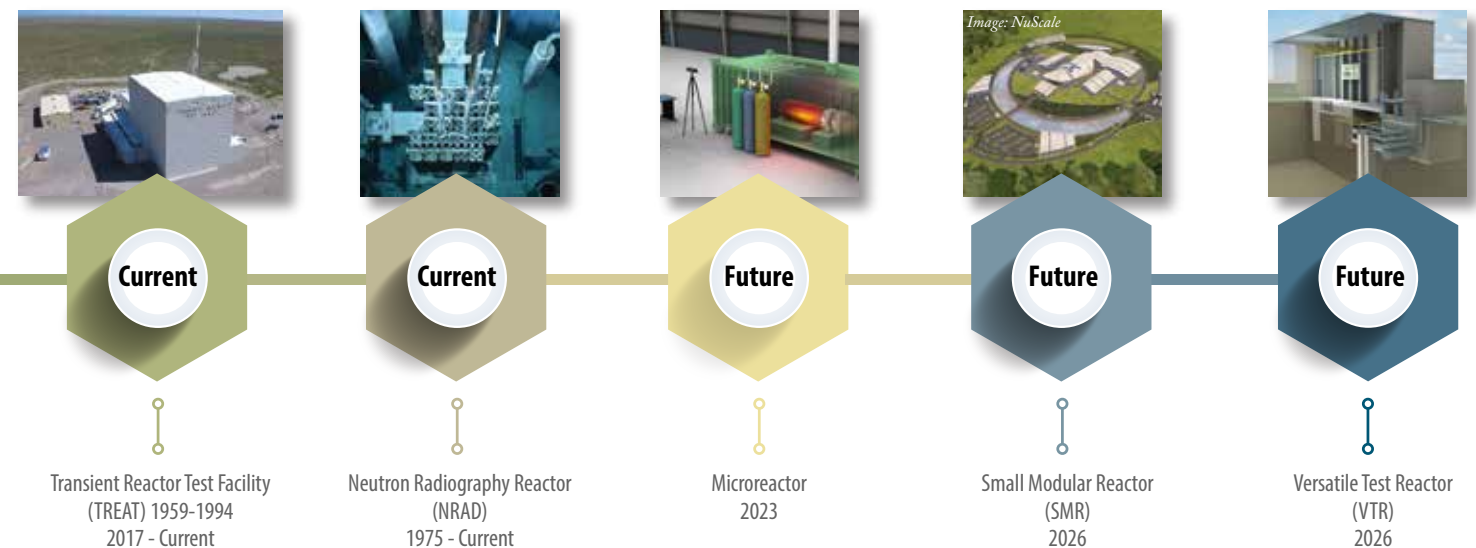 Image: NuScale
Current
Current
Future
Future
Future
Transient Reactor Test Facility
(TREAT) 1959-1994
2017 - Current
Neutron Radiography Reactor
(NRAD)
1975 - Current
Microreactor
2023
Small Modular Reactor
(SMR)
2026
Versatile Test Reactor
(VTR)
2026